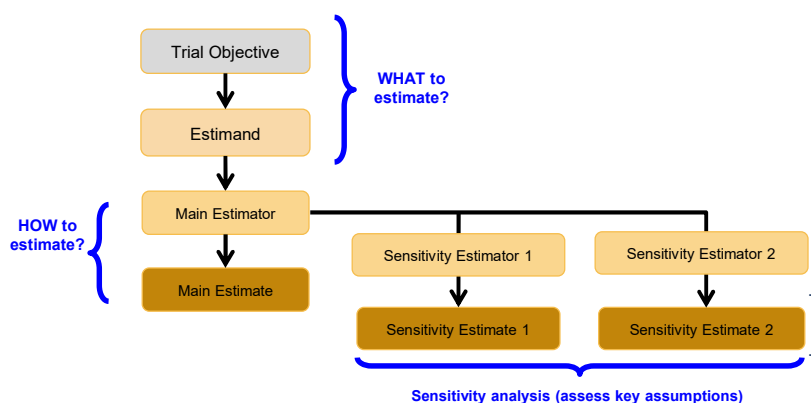 Trial Objective
WHAT to
estimate?
Estimand
HOW to
estimate?
Main Estimator
Sensitivity Estimator 1
Sensitivity Estimator 2
Main Estimate
Sensitivity Estimate 1
Sensitivity Estimate 2
Sensitivity analysis (assess key assumptions)